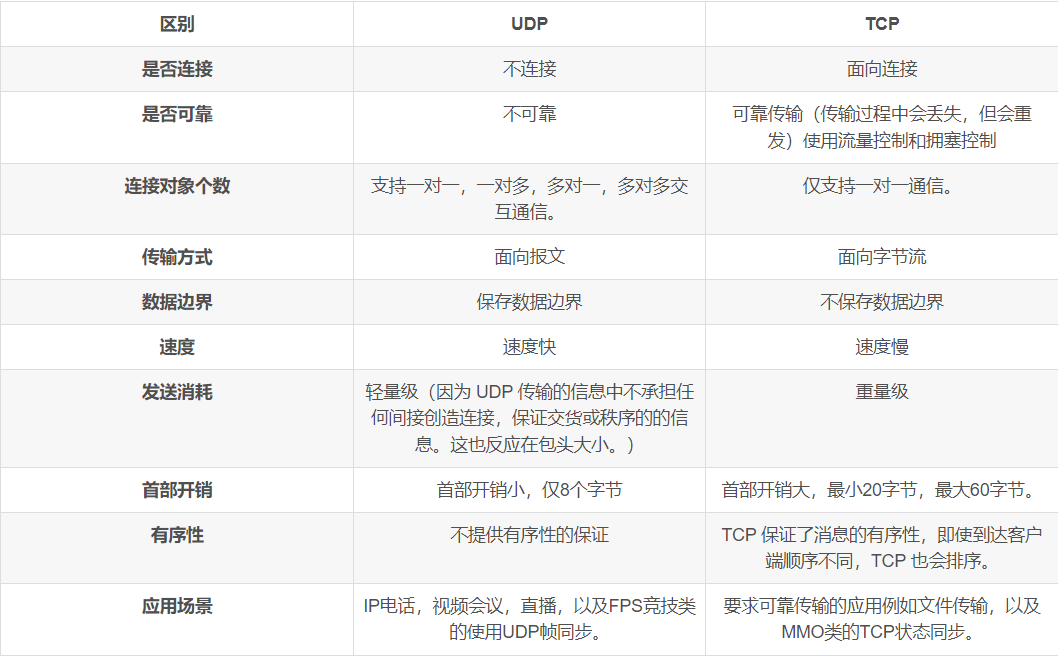 区别 UDP TCP
是否连接 不连接 面向连接
是否可靠 不可靠 可靠传输（传输过程中会丢失，但会重
发）使用流量控制和拥塞控制
连接对象个数 支持一对一，一对多，多对一，多对多交 仅支持一对一通信。
互通信。
传输方式 面向报文 面向字节流
数据边界 保存数据边界 不保存数据边界
速度 速度快 速度慢
发送消耗 轻量级（因为 UDP 传输的信息中不承担任 重量级
何间接创造连接，保证交货或秩序的的信
息。这也反应在包头大小。）
首部开销 首部开销小，仅8个字节 首部开销大，最小20字节，最大60字节。
有序性 不提供有序性的保证 TCP 保证了消息的有序性，即使到达客户
端顺序不同，TCP 也会排序。
应用场景 IP电话，视频会议，直播，以及FPS竞技类 要求可靠传输的应用例如文件传输，以及
的使用UDP帧同步。 MMO类的TCP状态同步。